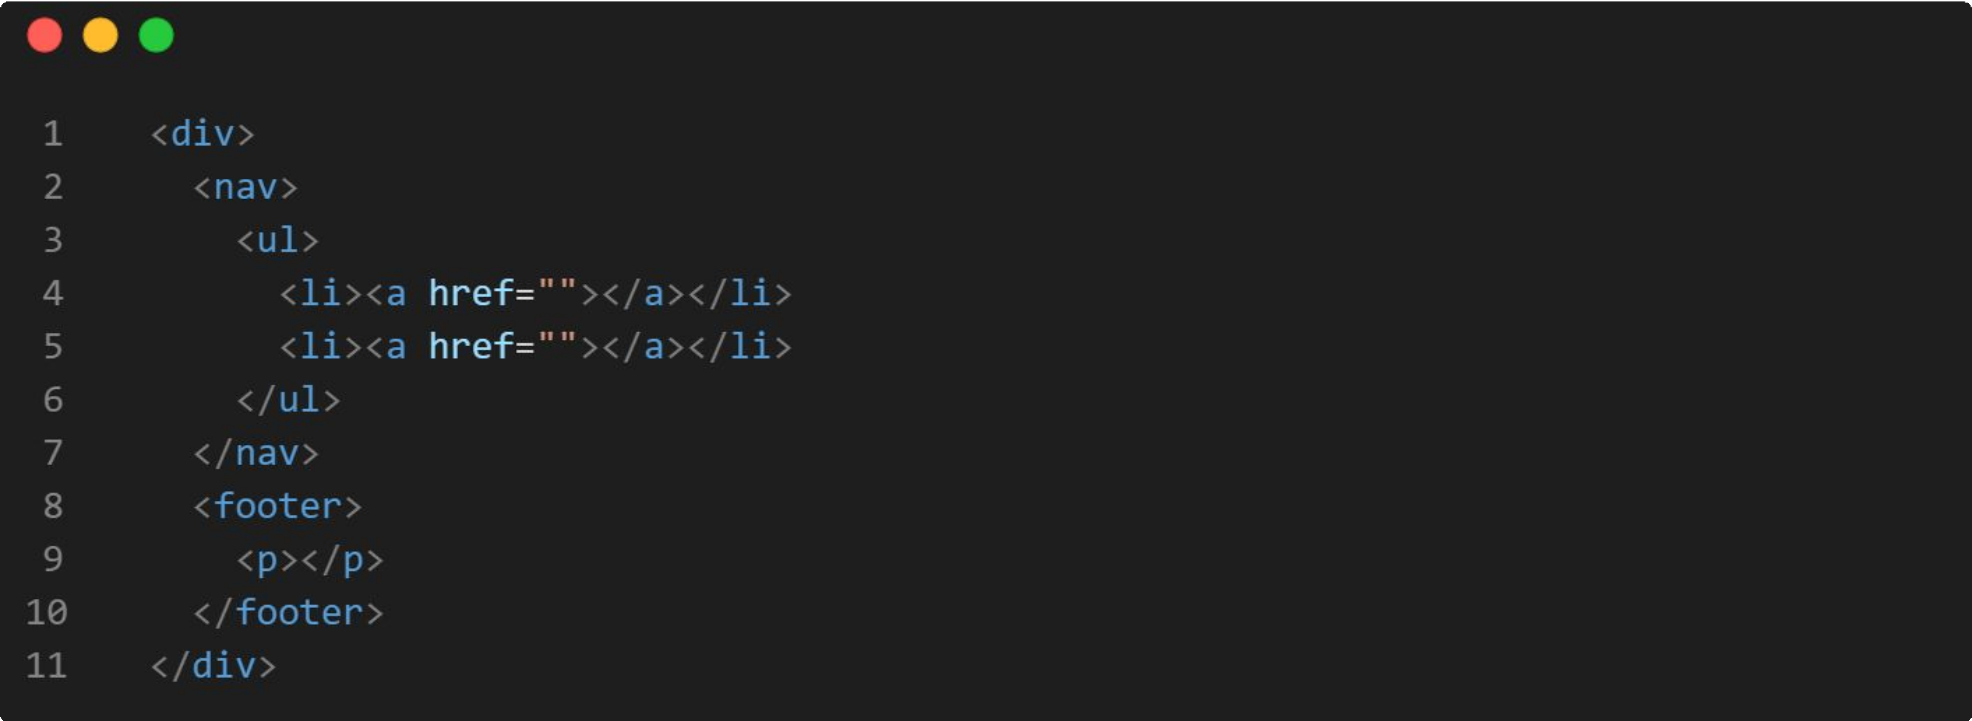 1    <div>
2      <nav>
3        <ul>
4          <li><a href=""></a></li>
5          <li><a href=""></a></li>
6        </ul>
7      </nav>
8      <footer>
9        <p></p>
10     </footer>
11   </div>